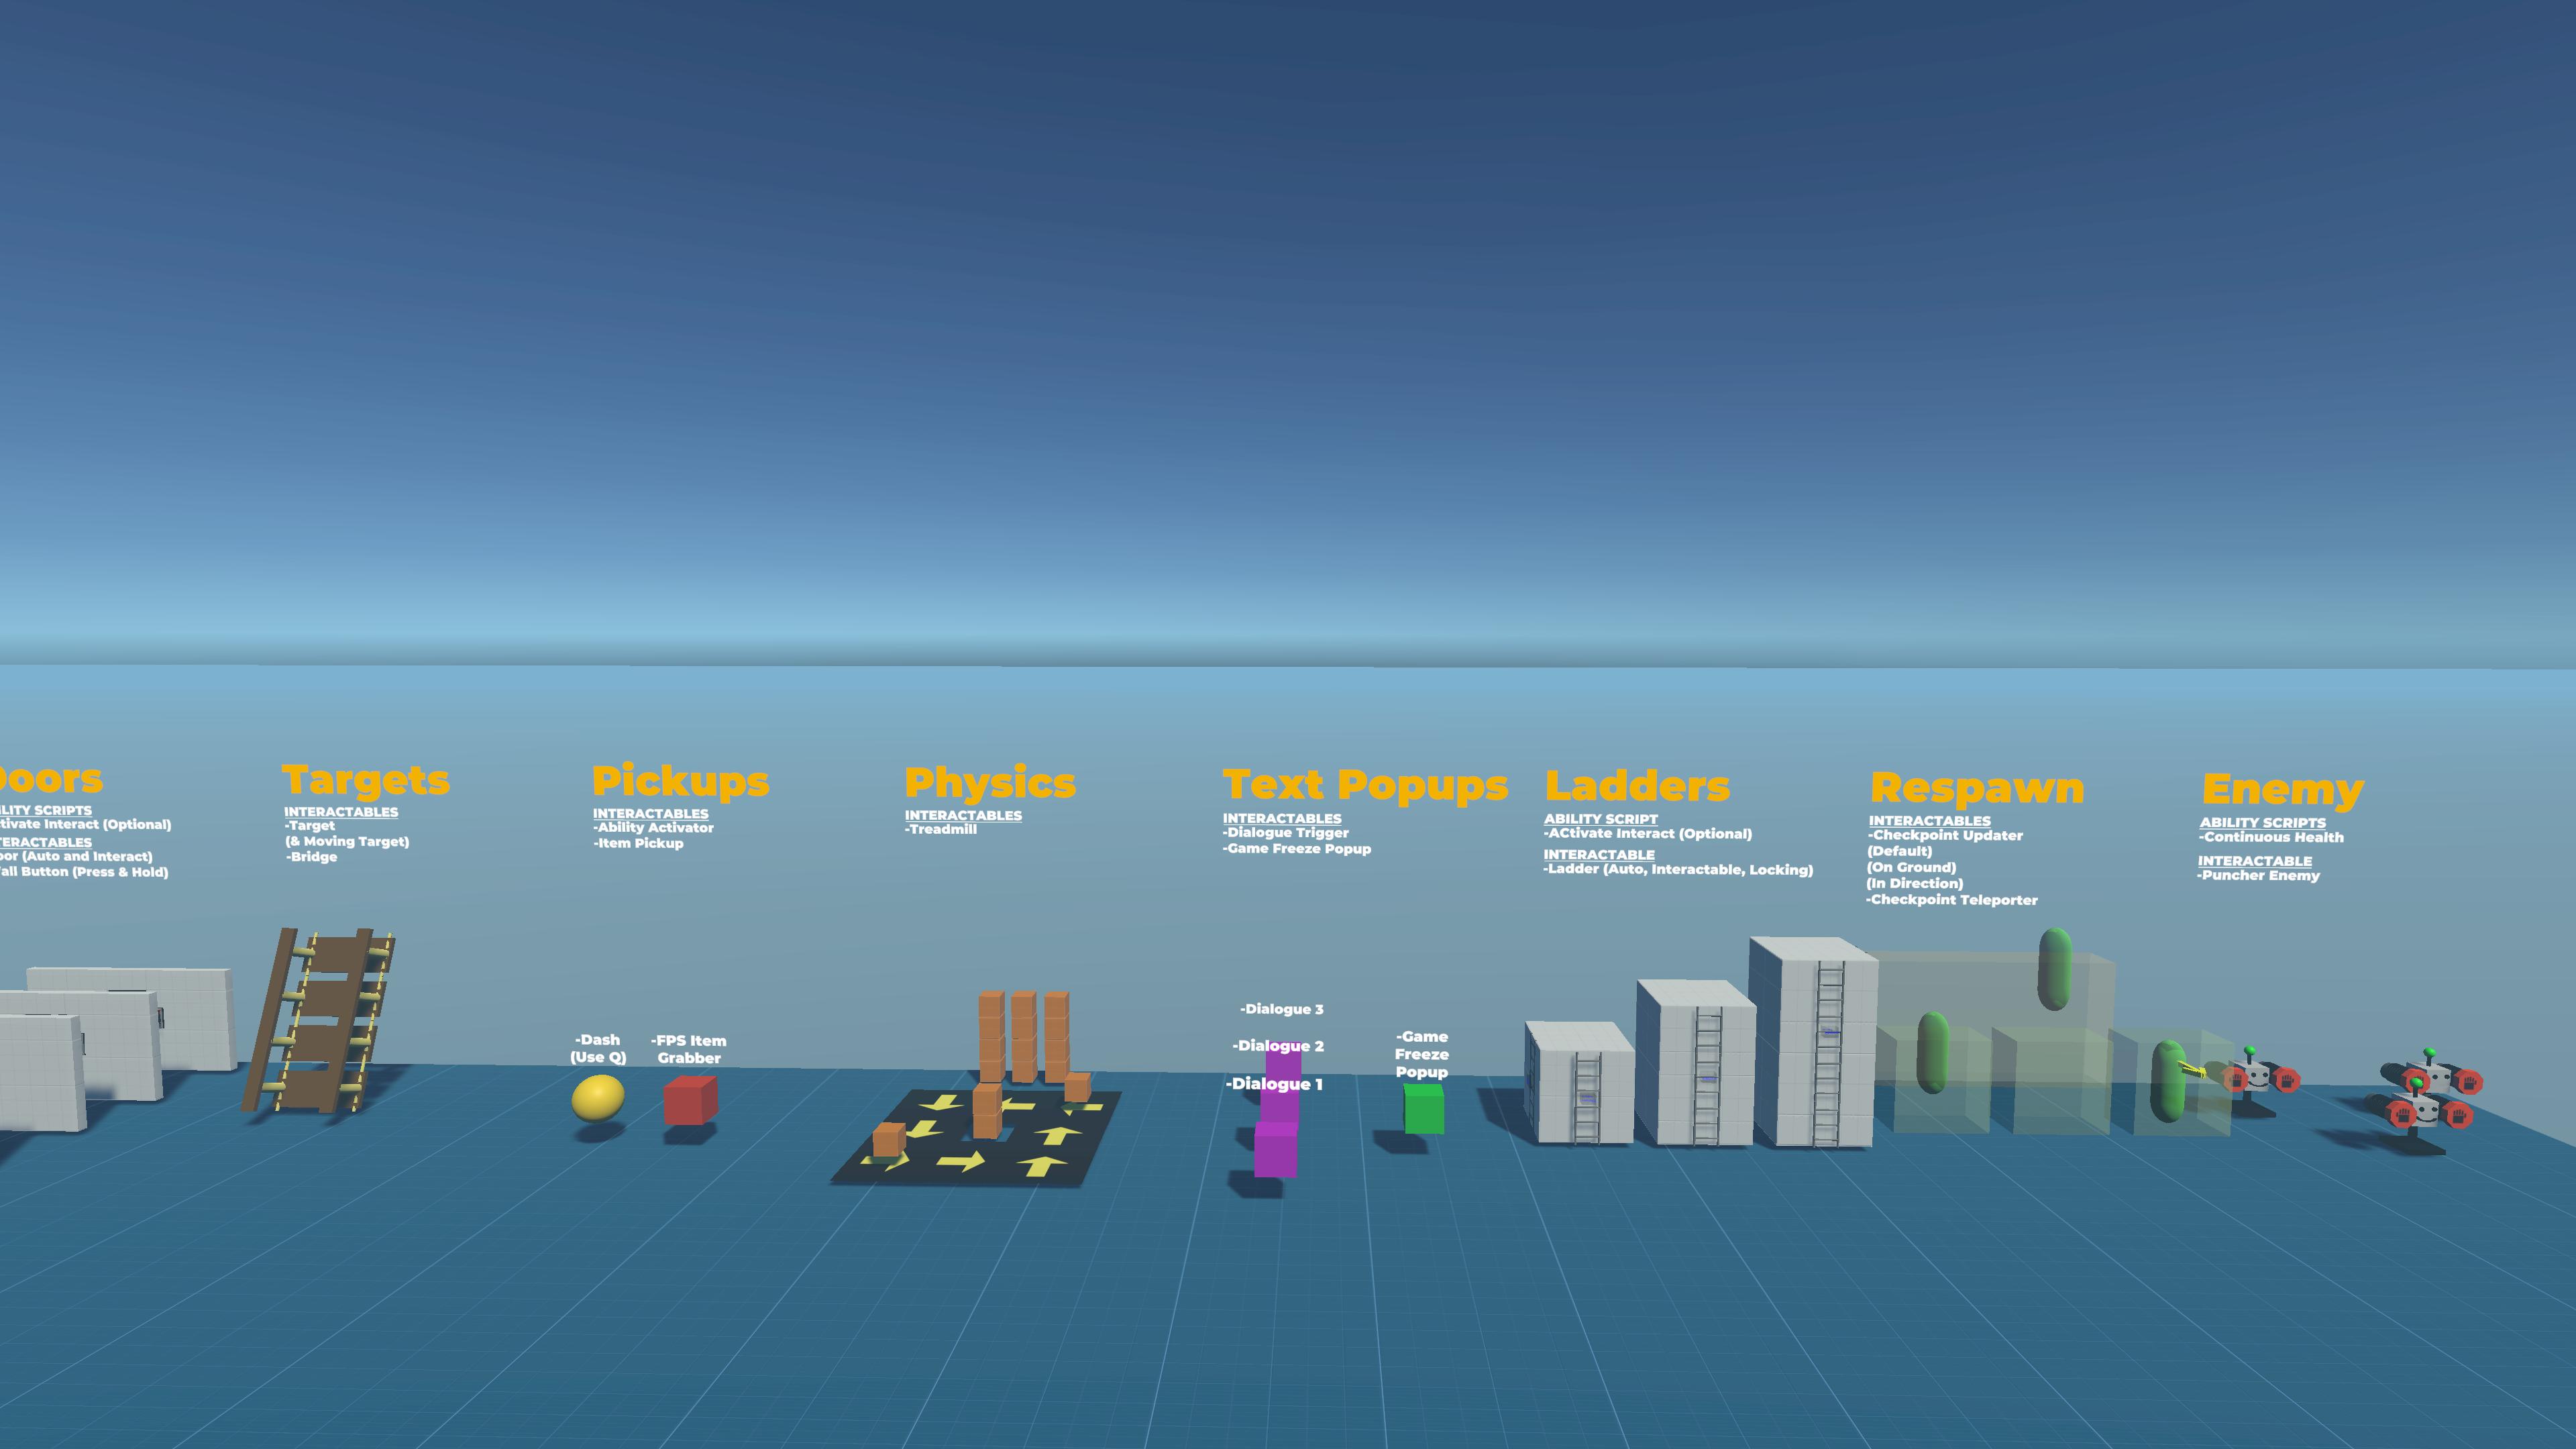 Doors
ILITY SCRIPTS
ctivate Interact (Optional)
TERACTABLES
oor (Auto and Interact)
all Button (Press & Hold)
Targets
INTERACTABLES
-Target
(& Moving Target)
-Bridge
Pickups
INTERACTABLES
-Ability Activator
-Item Pickup
-Dash
(Use Q)
-FPS Item
Grabber
Physics
INTERACTABLES
-Treadmill
Text Popups
INTERACTABLES
-Dialogue Trigger
-Game Freeze Popup
-Dialogue 3
-Dialogue 2
-Dialogue 1
-Game
Freeze
Popup
Ladders
ABILITY SCRIPT
-ACtivate Interact (Optional)
INTERACTABLE
-Ladder (Auto, Interactable, Locking)
Respawn
INTERACTABLES
-Checkpoint Updater
(Default)
(On Ground)
(In Direction)
-Checkpoint Teleporter
Enemy
ABILITY SCRIPTS
-Continuous Health
INTERACTABLE
-Puncher Enemy